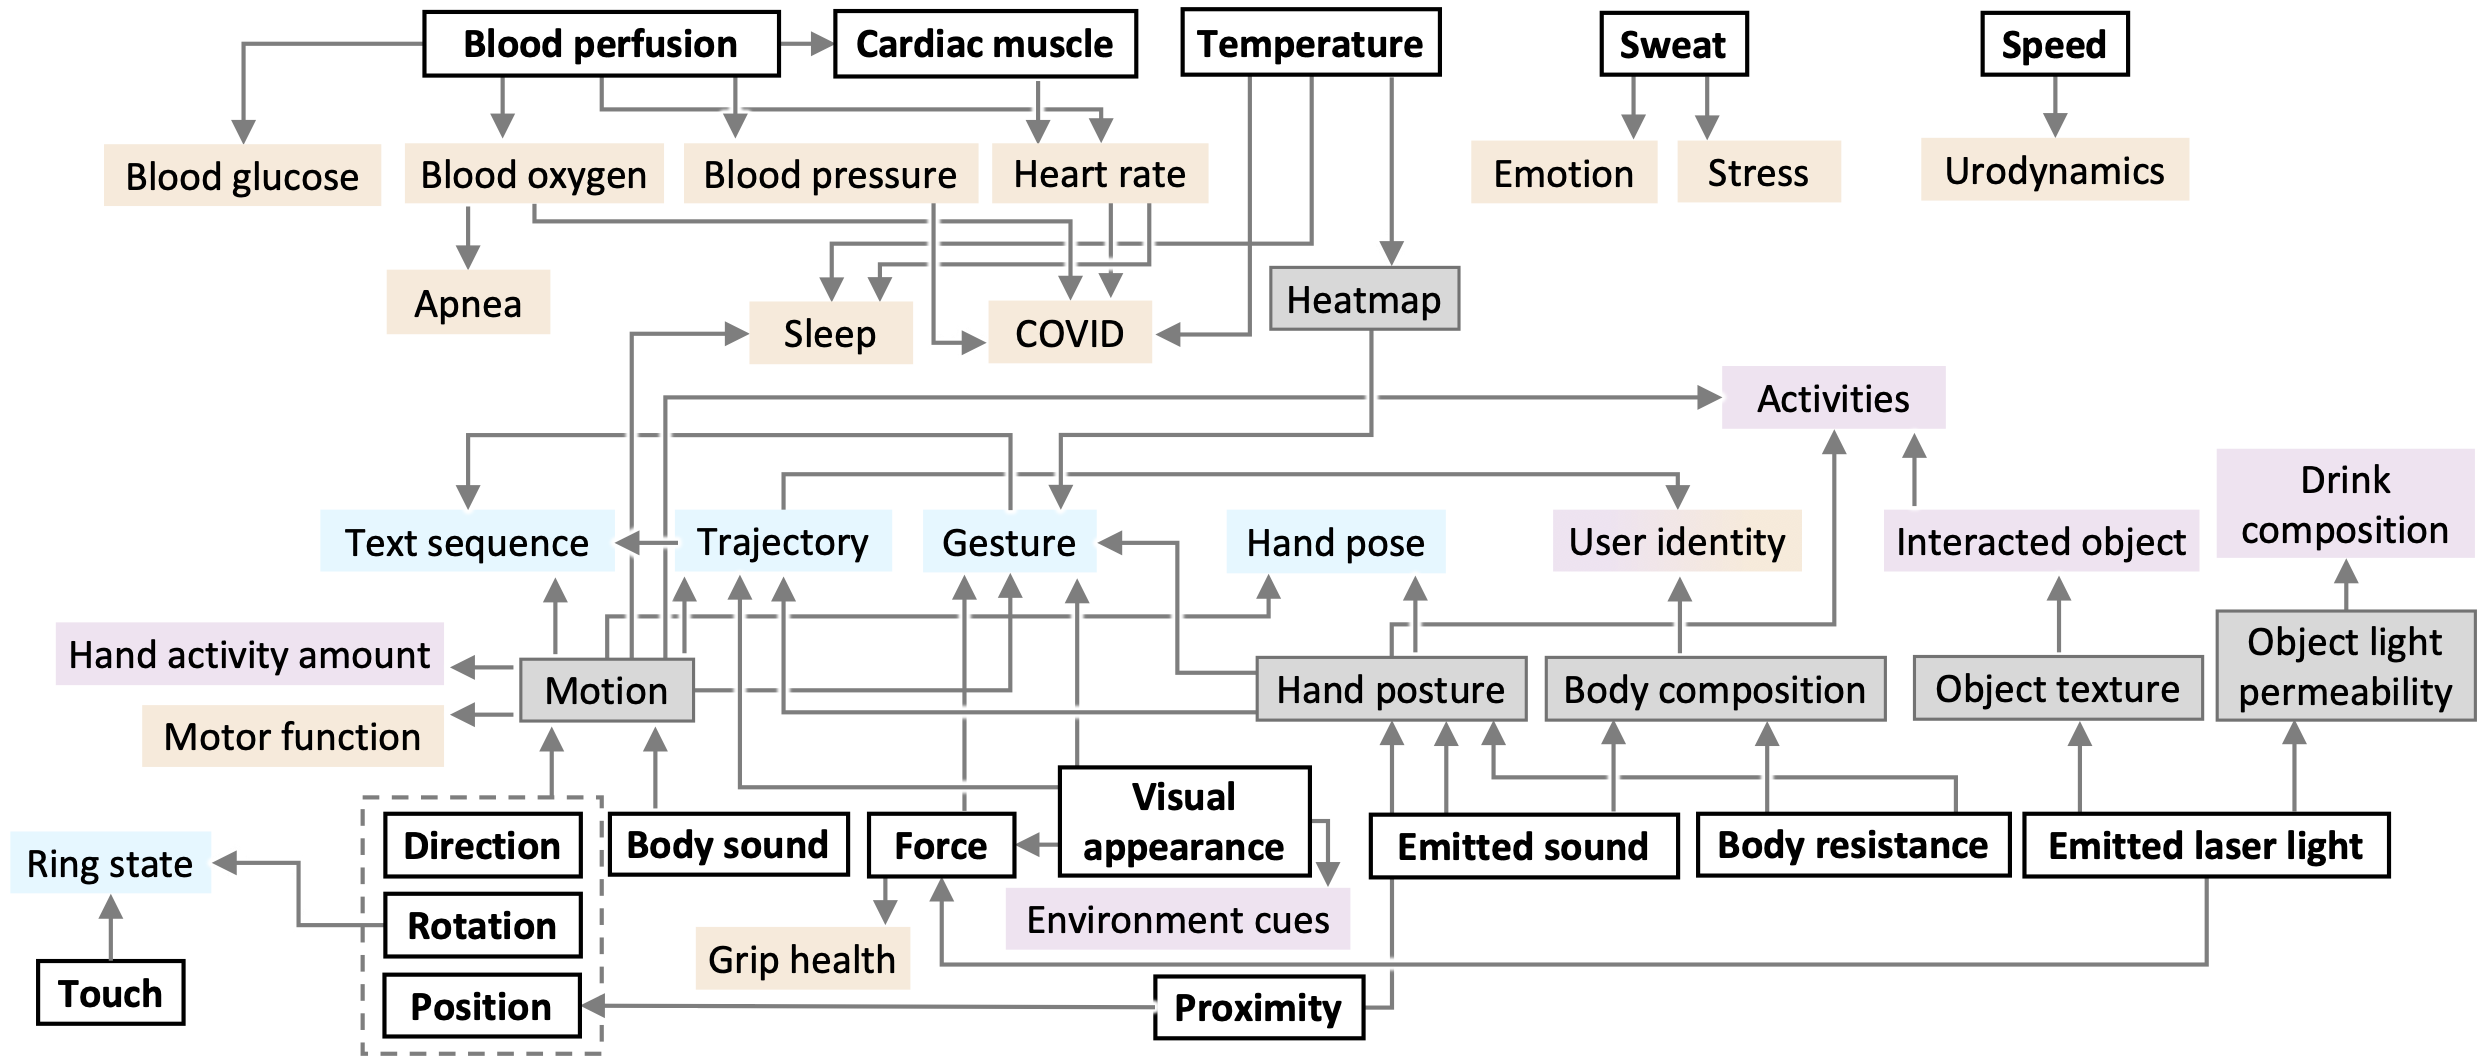 Blood perfusion
Cardiac muscle
Temperature
Sweat
Speed
Blood glucose
Blood oxygen
Blood pressure
Heart rate
Emotion
Stress
Urodynamics
Apnea
Sleep
COVID
Heatmap
Activities
Drink
composition
Text sequence
Trajectory
Gesture
Hand pose
User identity
Interacted object
Hand activity amount
Motion
Hand posture
Body composition
Object texture
Object light
permeability
Motor function
Direction
Body sound
Force
Visual
appearance
Emitted sound
Body resistance
Emitted laser light
Ring state
Rotation
Environment cues
Grip health
Touch
Position
Proximity